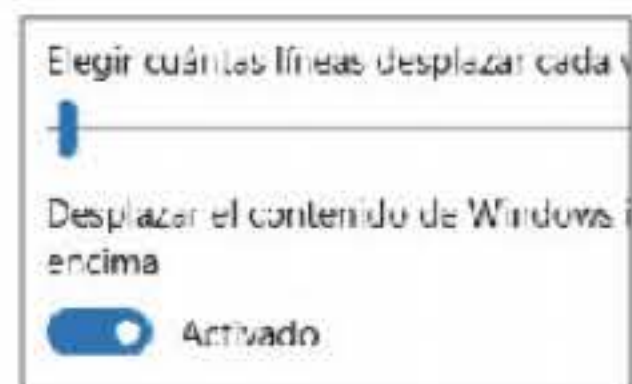 Elegir cuántas líneas desplazar cada
Desplazar el contenido de Windows
encima
Activado